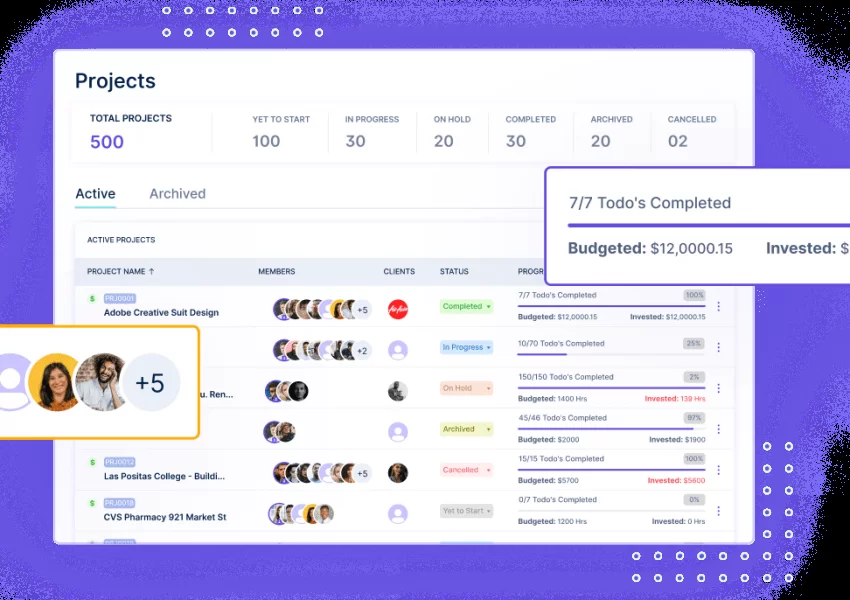 Projects
TOTAL PROJECTS YET TO START IN PROGRESS ON HOLD COMPLETED ARCHIVED CANCELLED
500 100 30 20 30 20 02
Active Archived
7/7 Todo's Completed
Budgeted: $12,0000.15 Invested: $
ACTIVE PROJECTS
PROJECT NAME ↑ MEMBERS CLIENTS STATUS PROGR
$ PRJ0001 7/7 Todo's Completed 100%
Adobe Creative Suit Design +5 Completed
Budgeted: $12,0000.15 Invested: $12,0000.15
+2 In Progress 10/70 Todo's Completed 25%
150/150 Todo's Completed 2%
u. Ren... On Hold
Budgeted: 1400 Hrs Invested: 139 Hrs
+5
45/46 Todo's Completed 97%
Archived
Budgeted: $2000 Invested: $1900
$ PRJ0012 15/15 Todo's Completed 100%
Las Positas College - Buildi... +5 Cancelled
Budgeted: $5700 Invested: $5600
$ PRJ0018 0/7 Todo's Completed 0%
CVS Pharmacy 921 Market St Yet to Start
Budgeted: 1200 Hrs Invested: 0 Hrs